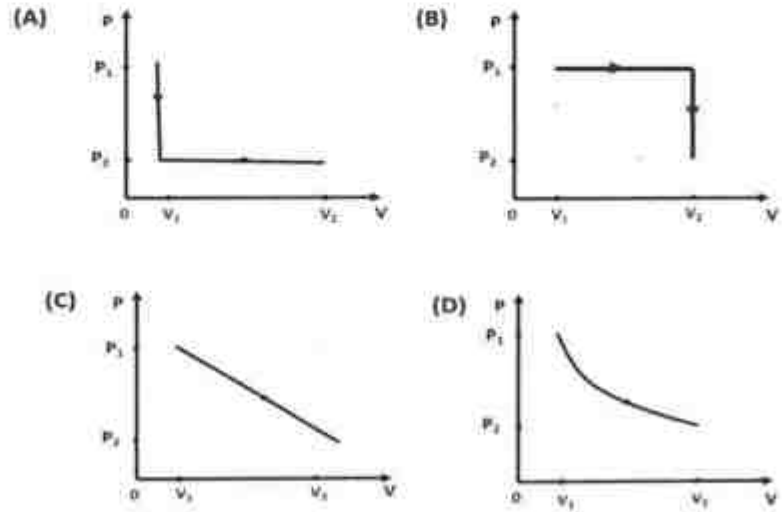 (A) P
P₁
P₂
0 V₁ V₂ V
(B) P
P₁
P₂
0 V₁ V₂ V
(C) P
P₁
P₂
0 V₁ V₂ V
(D) P
P₁
P₂
0 V₁ V₂ V